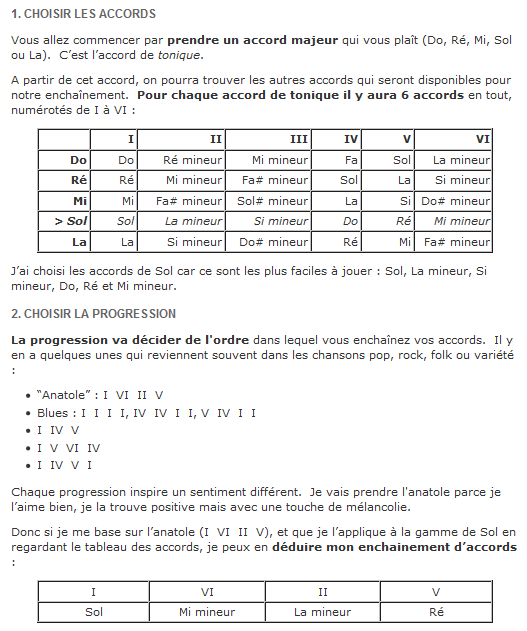 1. CHOISIR LES ACCORDS
Vous allez commencer par prendre un accord majeur qui vous plaît (Do, Ré, Mi, Sol
ou La).  C’est l’accord de tonique.
A partir de cet accord, on pourra trouver les autres accords qui seront disponibles pour
notre enchaînement.  Pour chaque accord de tonique il y aura 6 accords en tout,
numérotés de I à VI :
I II III IV V VI
Do Do Ré mineur Mi mineur Fa Sol La mineur
Ré Ré Mi mineur Fa# mineur Sol La Si mineur
Mi Mi Fa# mineur Sol# mineur La Si Do# mineur
> Sol Sol La mineur Si mineur Do Ré Mi mineur
La La Si mineur Do# mineur Ré Mi Fa# mineur
J’ai choisi les accords de Sol car ce sont les plus faciles à jouer : Sol, La mineur, Si
mineur, Do, Ré et Mi mineur.
2. CHOISIR LA PROGRESSION
La progression va décider de l'ordre dans lequel vous enchaînez vos accords.  Il y
en a quelques unes qui reviennent souvent dans les chansons pop, rock, folk ou variété
:
• “Anatole” : I  VI  II  V
• Blues : I  I  I  I, IV  IV  I  I, V  IV  I  I
• I  IV  V
• I  V  VI  IV
• I  IV  V  I
Chaque progression inspire un sentiment différent.  Je vais prendre l'anatole parce je
l’aime bien, je la trouve positive mais avec une touche de mélancolie.
Donc si je me base sur l’anatole (I  VI  II  V), et que je l’applique à la gamme de Sol en
regardant le tableau des accords, je peux en déduire mon enchainement d’accords
:
I VI II V
Sol Mi mineur La mineur Ré